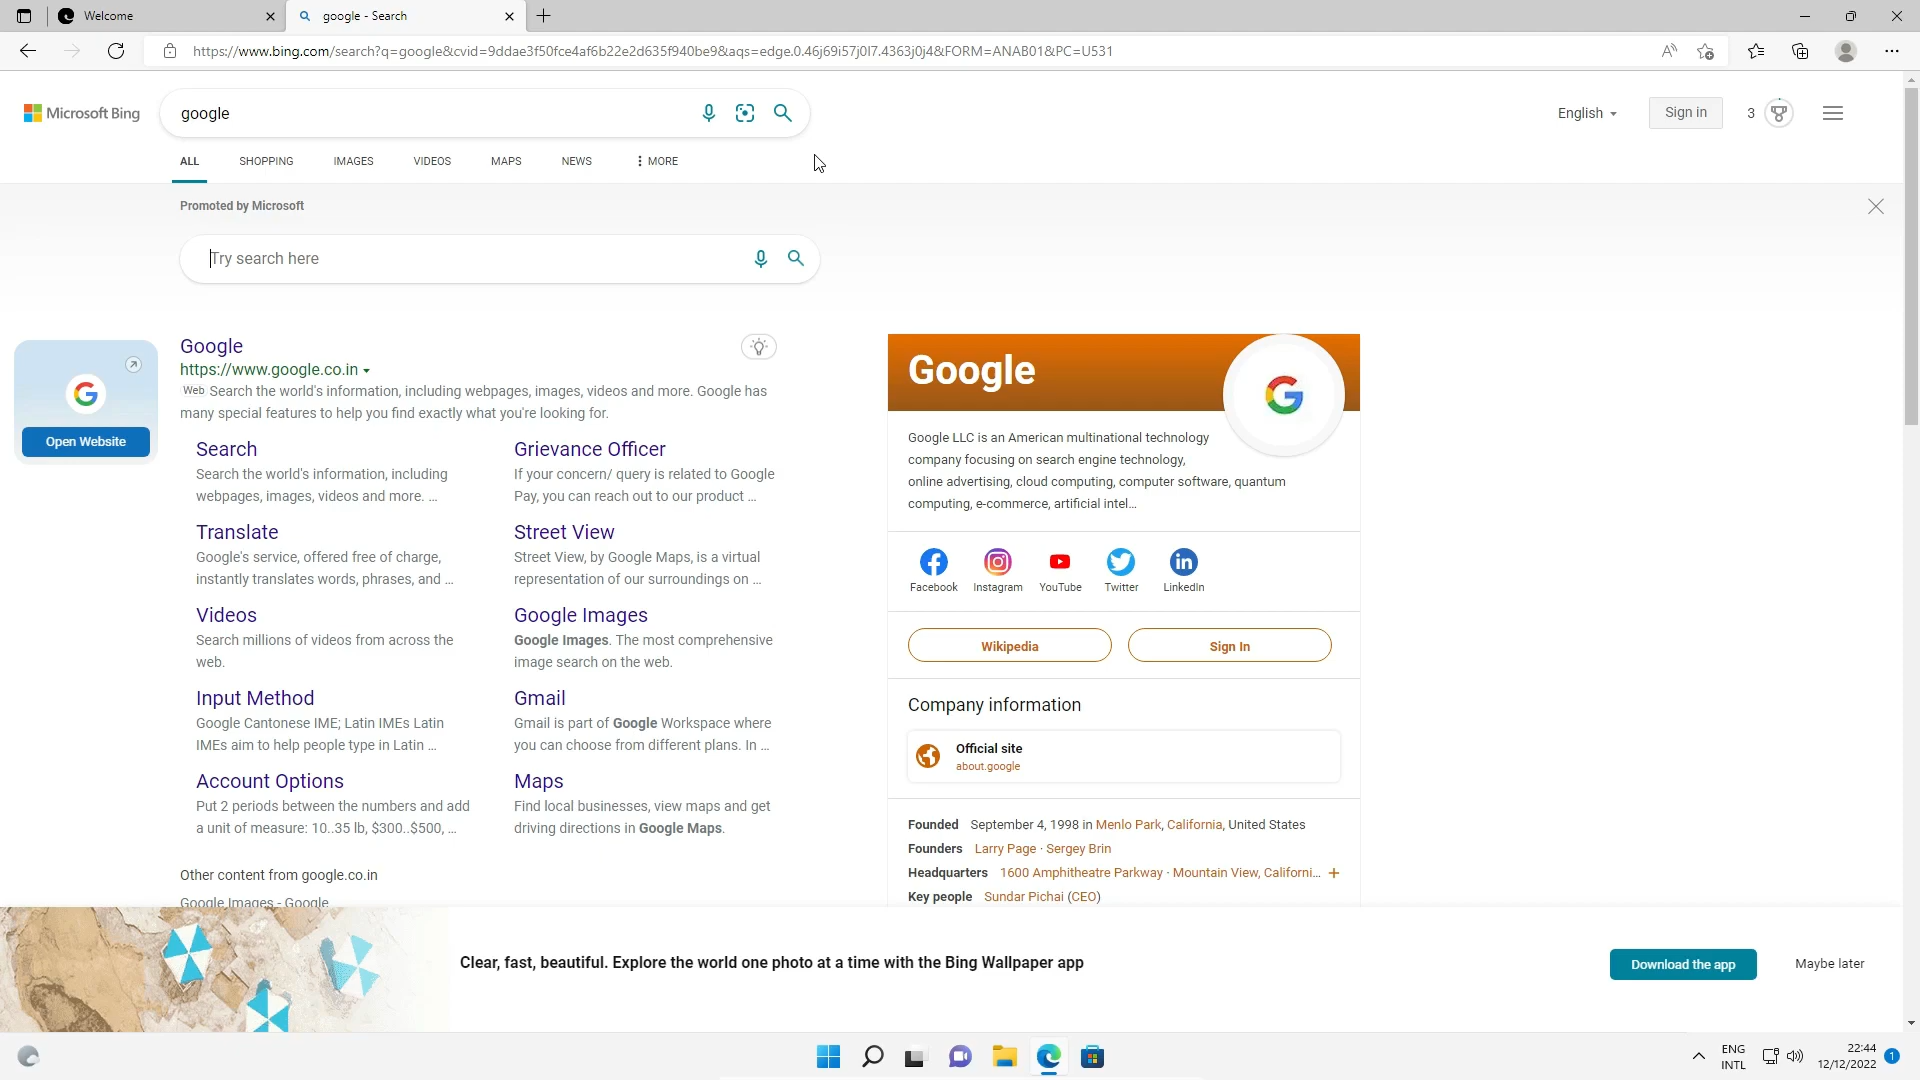 Welcome
google - Search
https://www.bing.com/search?q=google&cvid=9ddae3f50fce4af6b22e2d635f940be9&aqs=edge.0.46j69i57j0l7.4363j0j4&FORM=ANAB01&PC=U531
Microsoft Bing
google
English
Sign in
3
ALL SHOPPING IMAGES VIDEOS MAPS NEWS MORE
Promoted by Microsoft
Try search here
Open Website
Google
https://www.google.co.in
Web Search the world's information, including webpages, images, videos and more. Google has
many special features to help you find exactly what you're looking for.
Search
Search the world's information, including
webpages, images, videos and more. ...
Grievance Officer
If your concern/ query is related to Google
Pay, you can reach out to our product ...
Translate
Google's service, offered free of charge,
instantly translates words, phrases, and ...
Street View
Street View, by Google Maps, is a virtual
representation of our surroundings on ...
Videos
Search millions of videos from across the
web.
Google Images
Google Images. The most comprehensive
image search on the web.
Input Method
Google Cantonese IME; Latin IMEs Latin
IMEs aim to help people type in Latin ...
Gmail
Gmail is part of Google Workspace where
you can choose from different plans. In ...
Account Options
Put 2 periods between the numbers and add
a unit of measure: 10..35 lb, $300..$500, ...
Maps
Find local businesses, view maps and get
driving directions in Google Maps.
Other content from google.co.in
Google Images - Google
Google
Google LLC is an American multinational technology
company focusing on search engine technology,
online advertising, cloud computing, computer software, quantum
computing, e-commerce, artificial intel...
Facebook Instagram YouTube Twitter LinkedIn
Wikipedia
Sign In
Company information
Official site
about.google
Founded September 4, 1998 in Menlo Park, California, United States
Founders Larry Page · Sergey Brin
Headquarters 1600 Amphitheatre Parkway · Mountain View, Californi... +
Key people Sundar Pichai (CEO)
Clear, fast, beautiful. Explore the world one photo at a time with the Bing Wallpaper app
Download the app
Maybe later
ENG
INTL
22:44
12/12/2022
1